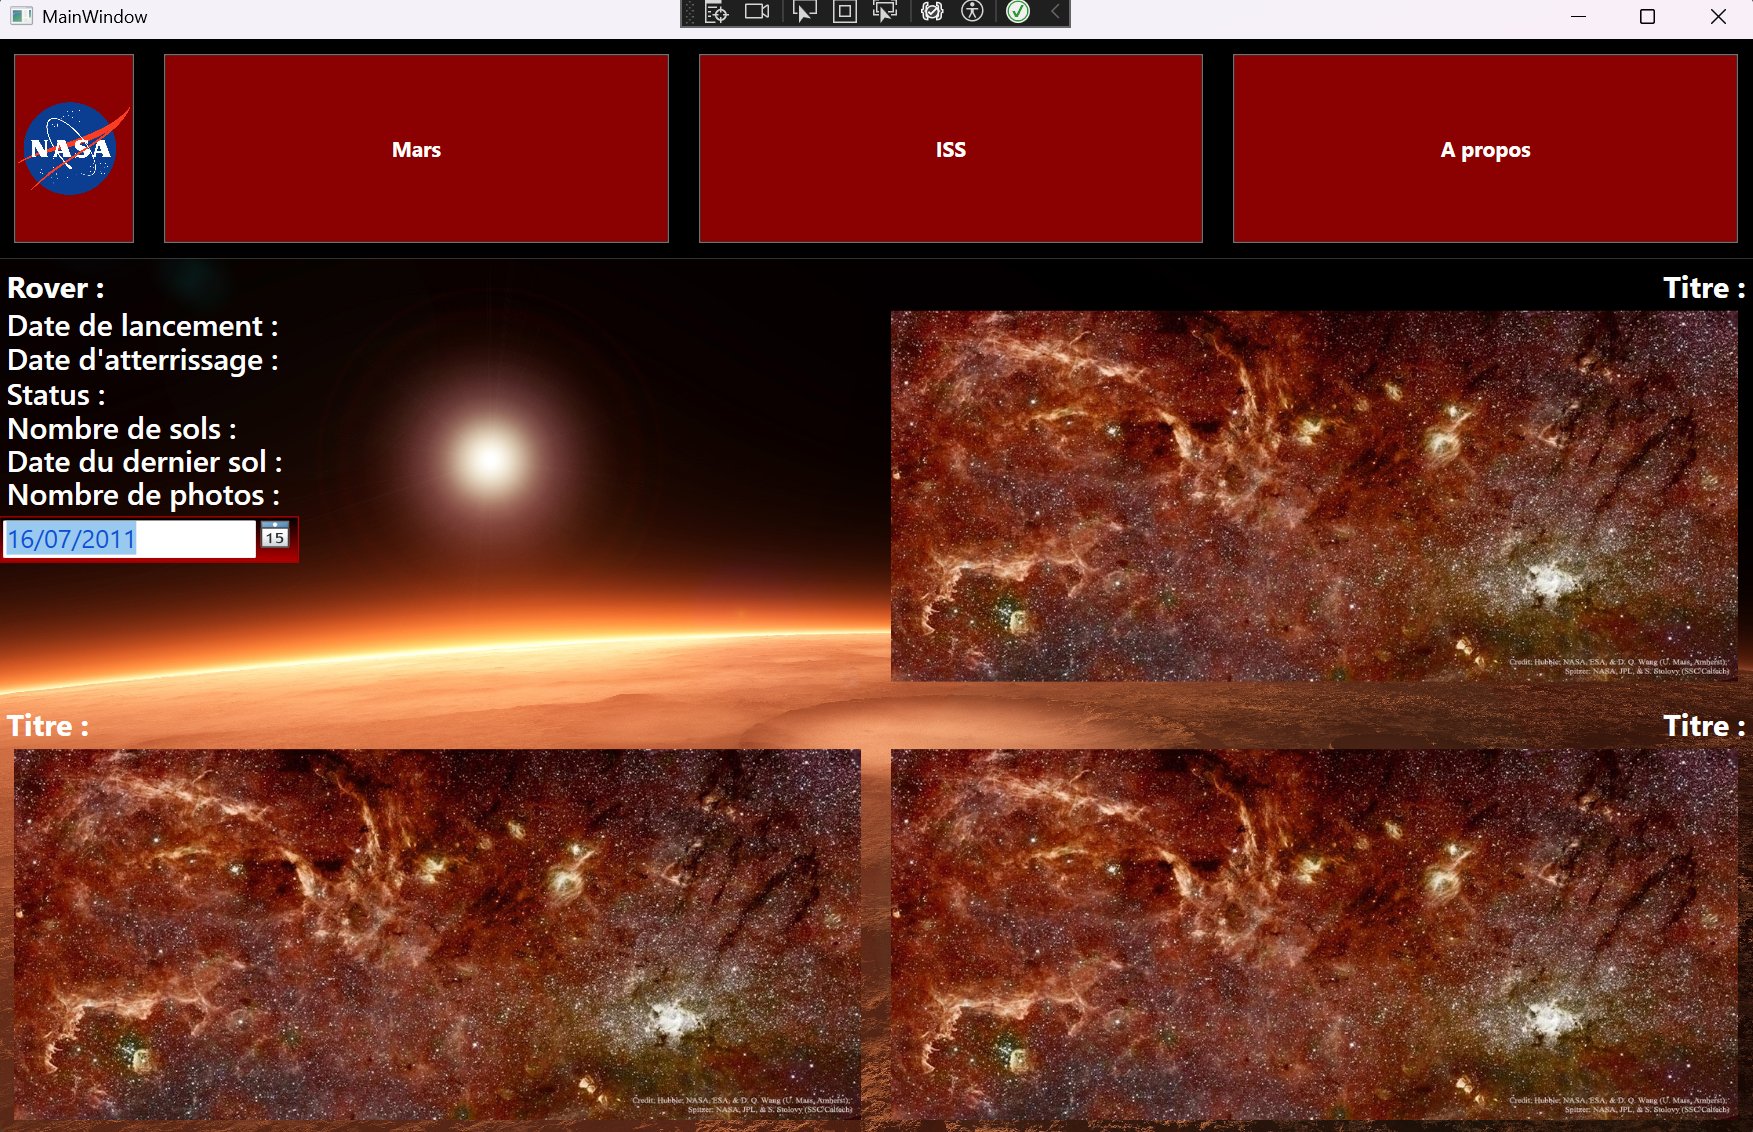 MainWindow
NASA
Mars
ISS
A propos
Rover :
Date de lancement :
Date d'atterrissage :
Status :
Nombre de sols :
Date du dernier sol :
Nombre de photos :
16/07/2011
15
Titre :
Credit: Hubble: NASA, ESA, & D. Q. Wang (U. Mass, Amherst);
Spitzer: NASA, JPL, & S. Stolovy (SSC/Caltech)
Titre :
Credit: Hubble: NASA, ESA, & D. Q. Wang (U. Mass, Amherst);
Spitzer: NASA, JPL, & S. Stolovy (SSC/Caltech)
Titre :
Credit: Hubble: NASA, ESA, & D. Q. Wang (U. Mass, Amherst);
Spitzer: NASA, JPL, & S. Stolovy (SSC/Caltech)